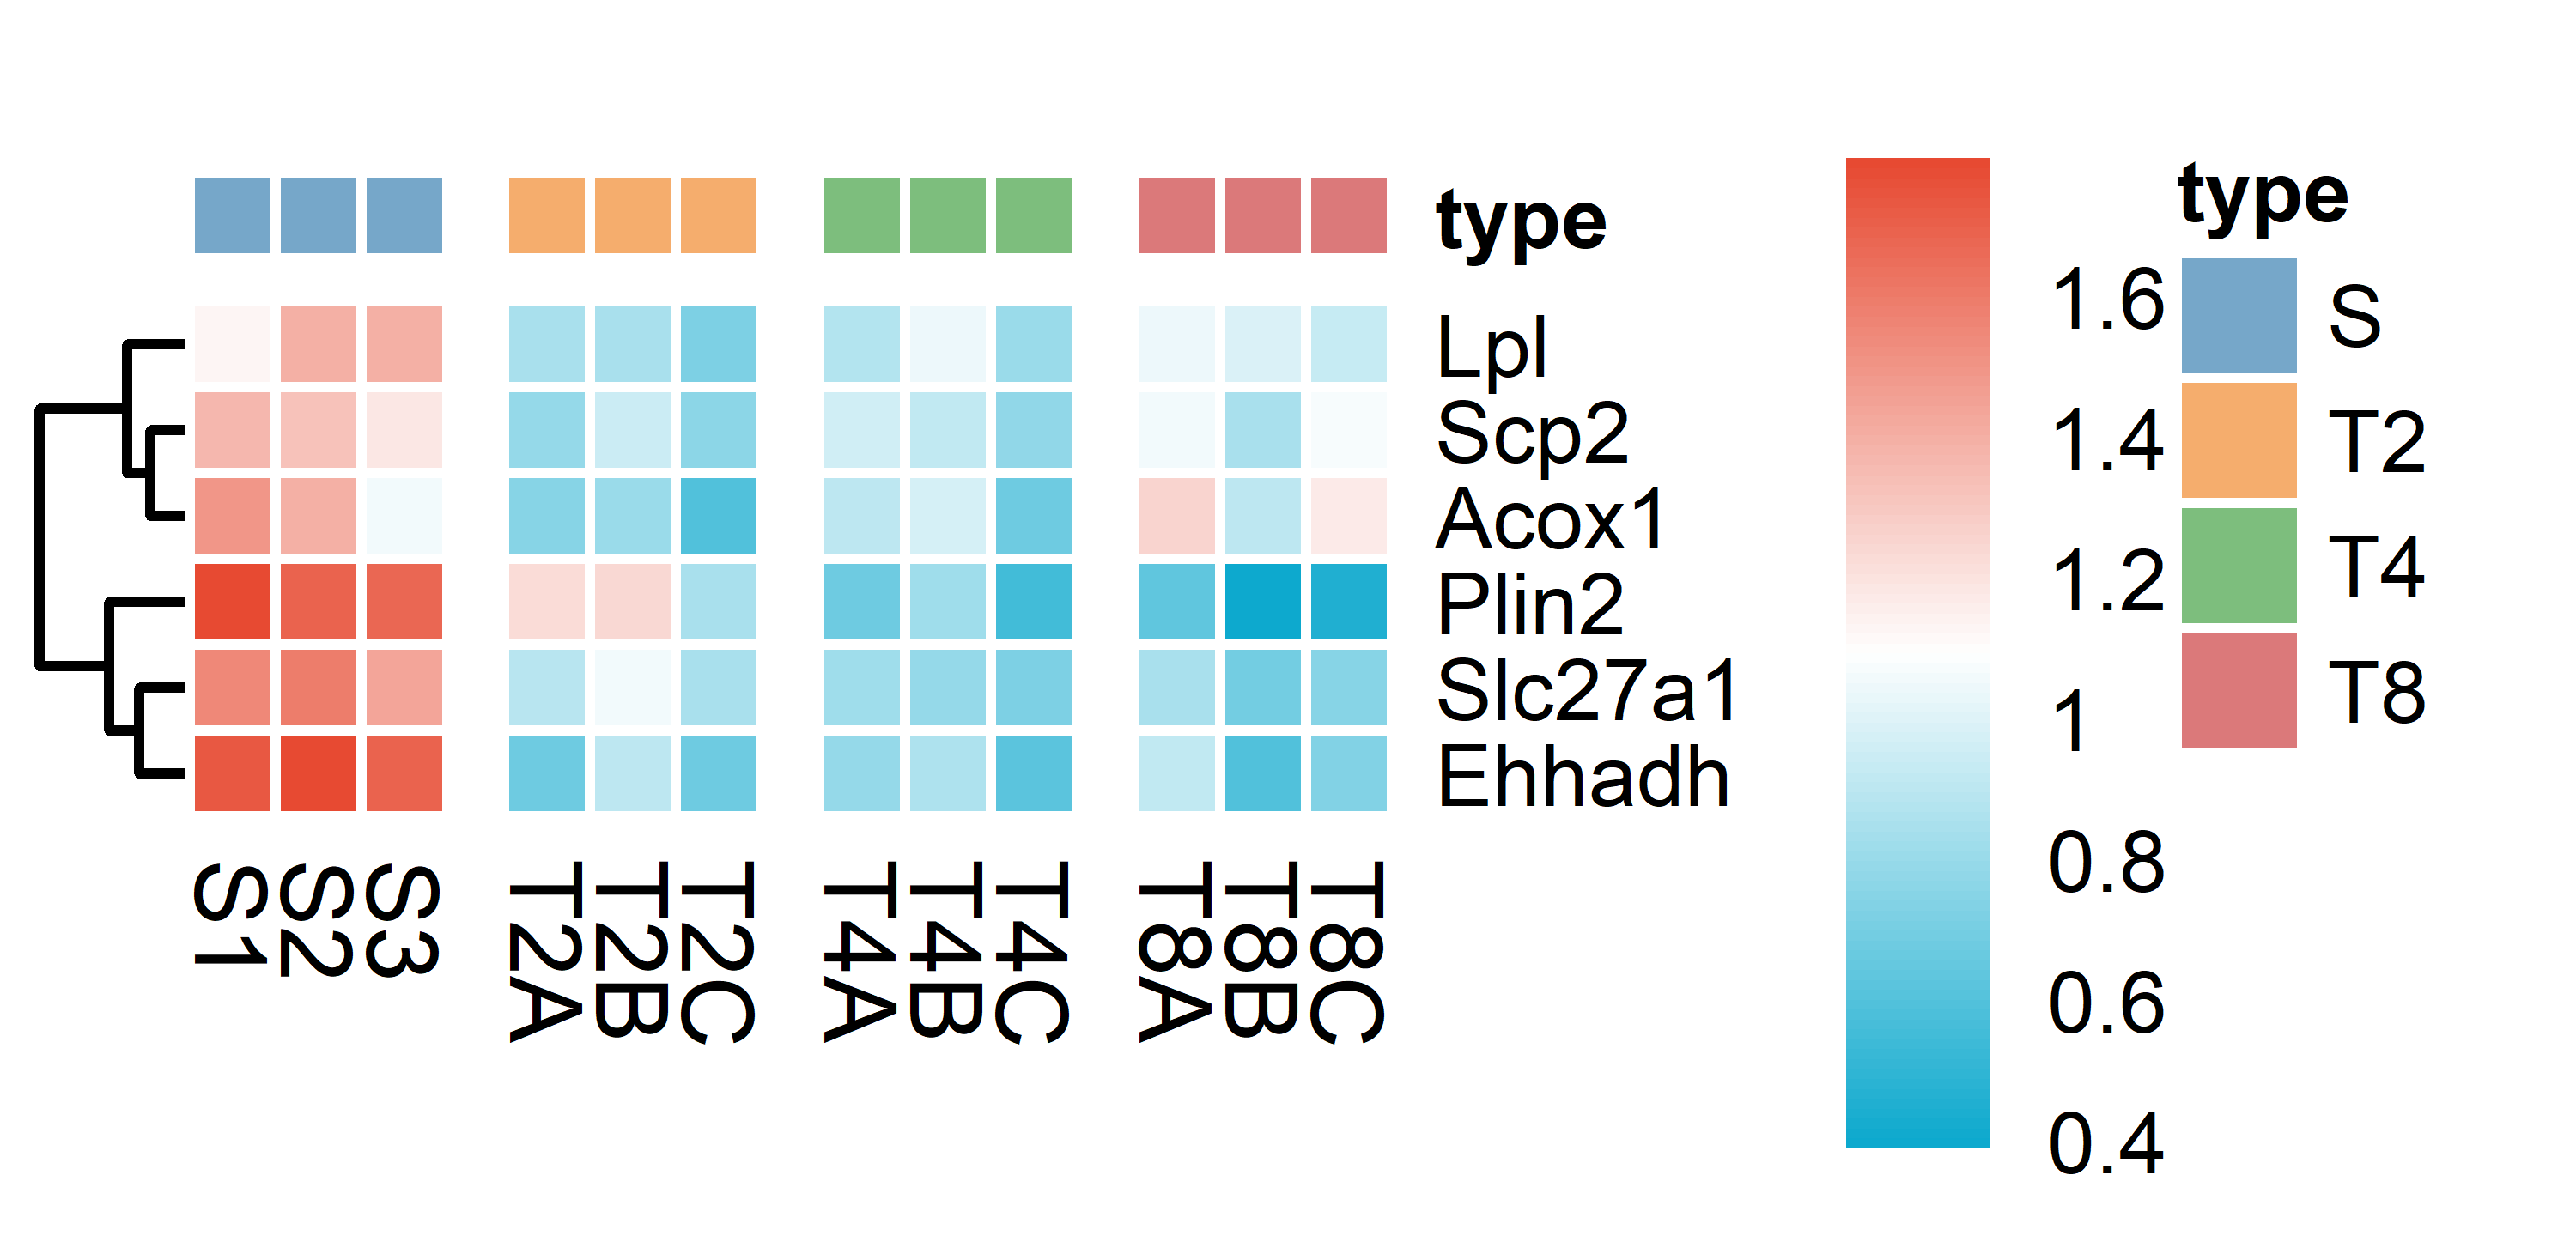 type
Lpl
Scp2
Acox1
Plin2
Slc27a1
Ehhadh
S1
S2
S3
T2A
T2B
T2C
T4A
T4B
T4C
T8A
T8B
T8C
1.6
1.4
1.2
1
0.8
0.6
0.4
type
S
T2
T4
T8